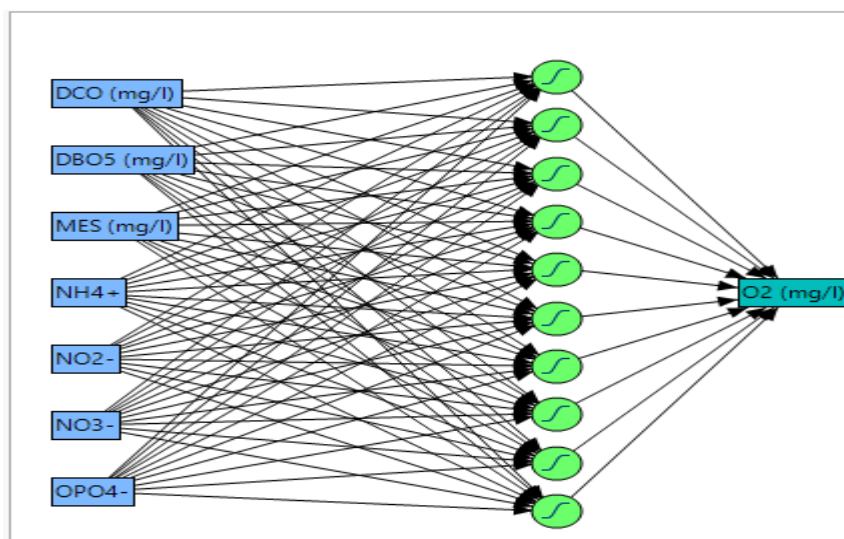 DCO (mg/l)
DBO5 (mg/l)
MES (mg/l)
NH4+
NO2-
NO3-
OPO4-
O2 (mg/l)